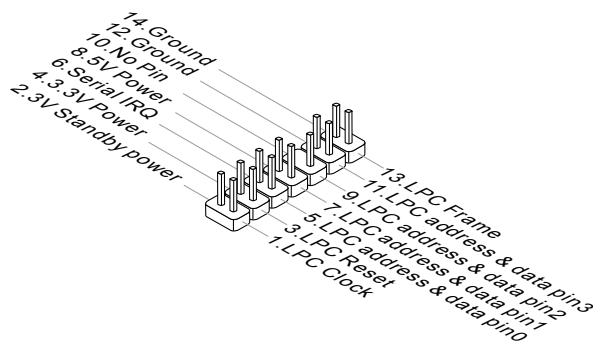 14.Ground
12.Ground
10.No Pin
8.5V Power
6.Serial IRQ
4.3.3V Power
2.3V Standby power
13.LPC Frame
11.LPC address & data pin3
9.LPC address & data pin2
7.LPC address & data pin1
5.LPC address & data pin0
3.LPC Reset
1.LPC Clock